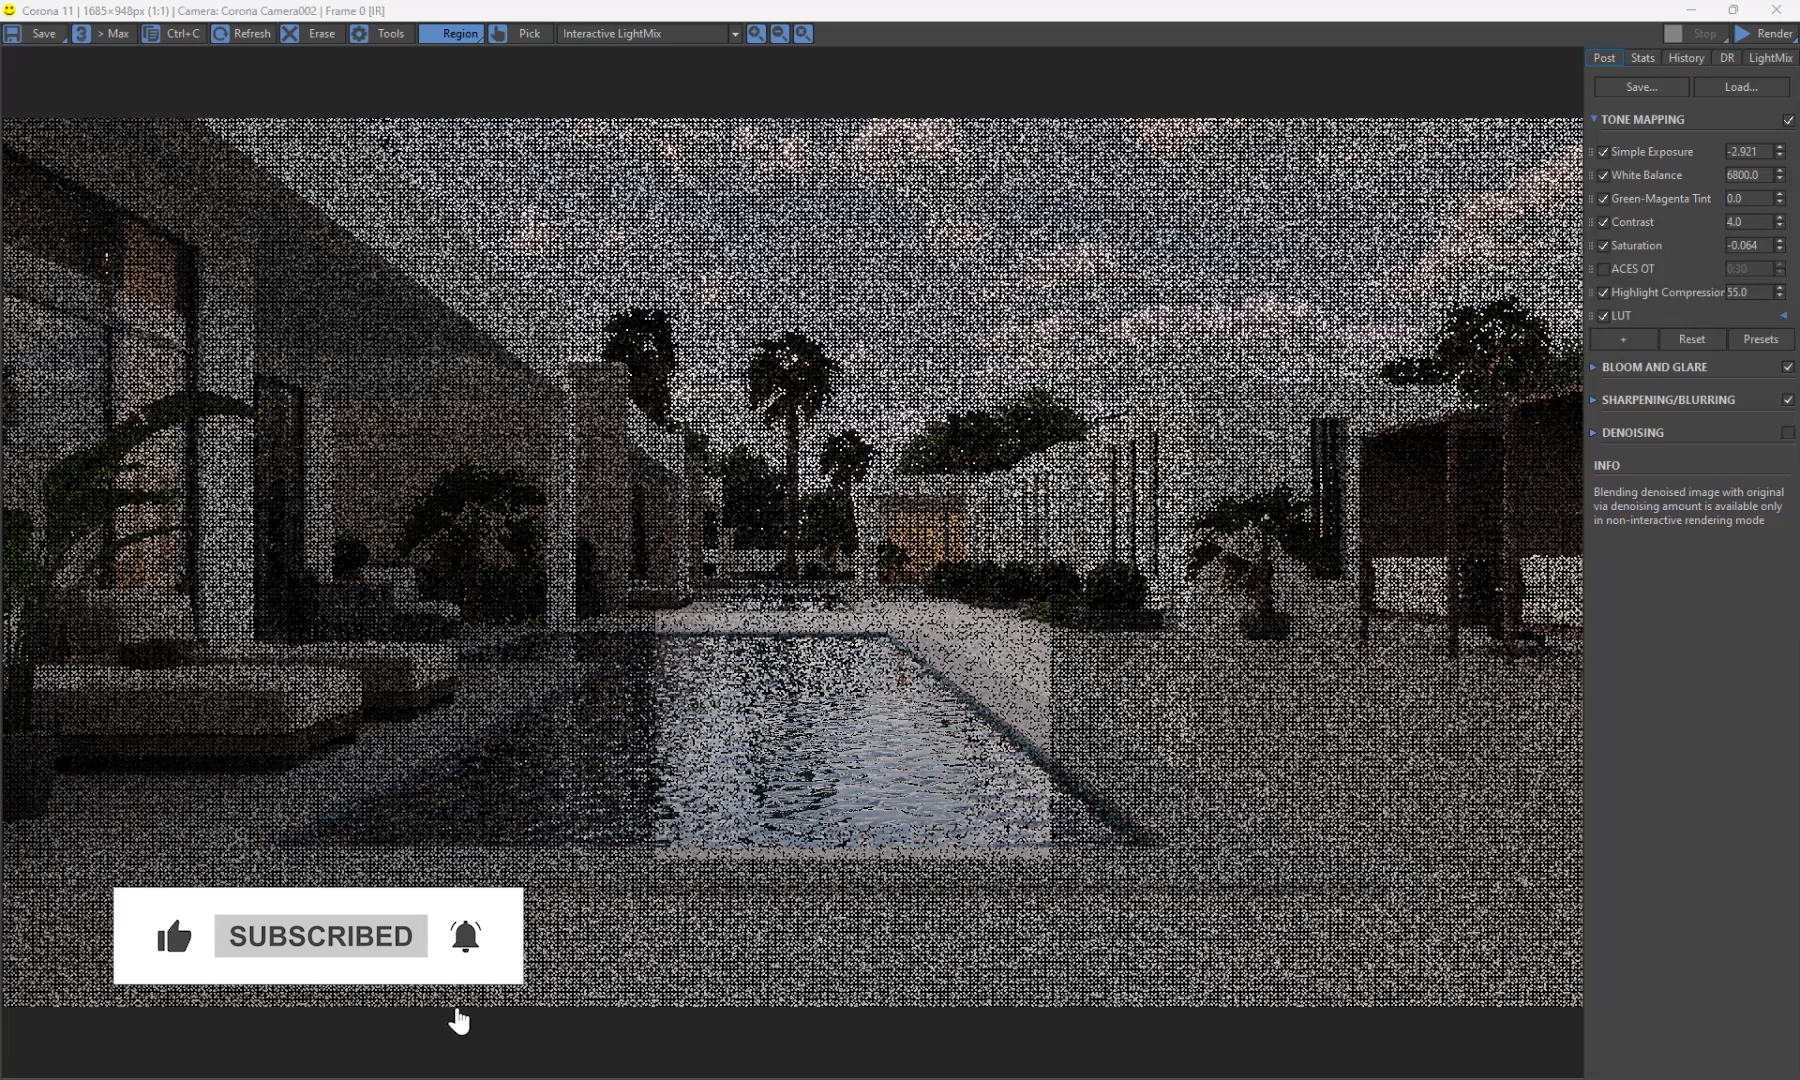 Corona 11 | 1685×948px (1:1) | Camera: Corona Camera002 | Frame 0 [IR]
Save 3 > Max Ctrl+C Refresh Erase Tools Region Pick Interactive LightMix Stop Render
Post Stats History DR LightMix
Save... Load...
TONE MAPPING
Simple Exposure -2.921
White Balance 6800.0
Green-Magenta Tint 0.0
Contrast 4.0
Saturation -0.064
ACES OT 0.30
Highlight Compression 55.0
LUT
+ Reset Presets
BLOOM AND GLARE
SHARPENING/BLURRING
DENOISING
INFO
Blending denoised image with original
via denoising amount is available only
in non-interactive rendering mode
SUBSCRIBED